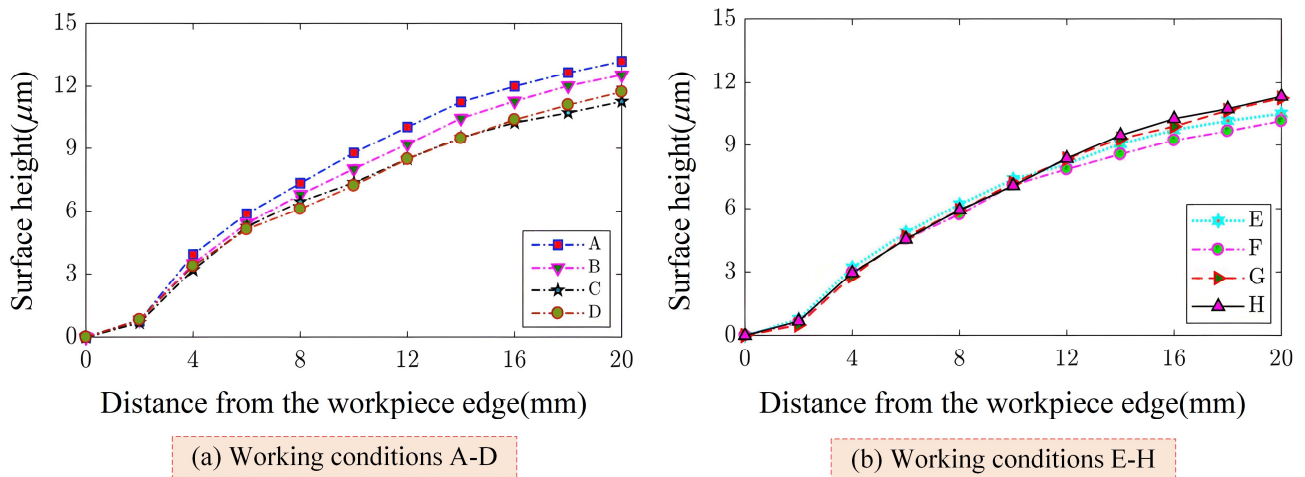 15
12
9
6
3
0
Surface height(μm)
A
B
C
D
0 4 8 12 16 20
Distance from the workpiece edge(mm)
(a) Working conditions A-D
15
12
9
6
3
0
Surface height(μm)
E
F
G
H
0 4 8 12 16 20
Distance from the workpiece edge(mm)
(b) Working conditions E-H